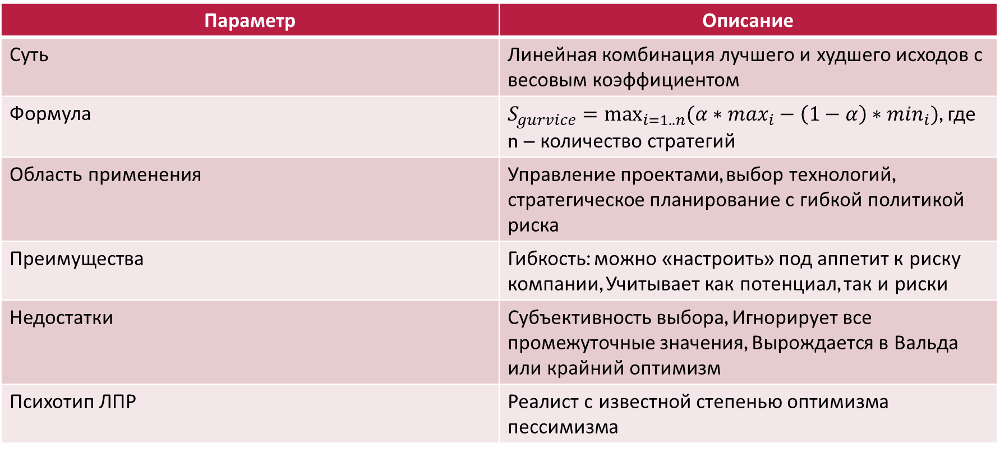 Параметр
Описание
Суть
Линейная комбинация лучшего и худшего исходов с
весовым коэффициентом
Формула
S_{gurvice} = max_{i=1..n}(α ∗ max_i − (1 − α) ∗ min_i), где
n – количество стратегий
Область применения
Управление проектами, выбор технологий,
стратегическое планирование с гибкой политикой
риска
Преимущества
Гибкость: можно «настроить» под аппетит к риску
компании, Учитывает как потенциал, так и риски
Недостатки
Субъективность выбора, Игнорирует все
промежуточные значения, Вырождается в Вальда
или крайний оптимизм
Психотип ЛПР
Реалист с известной степенью оптимизма
пессимизма